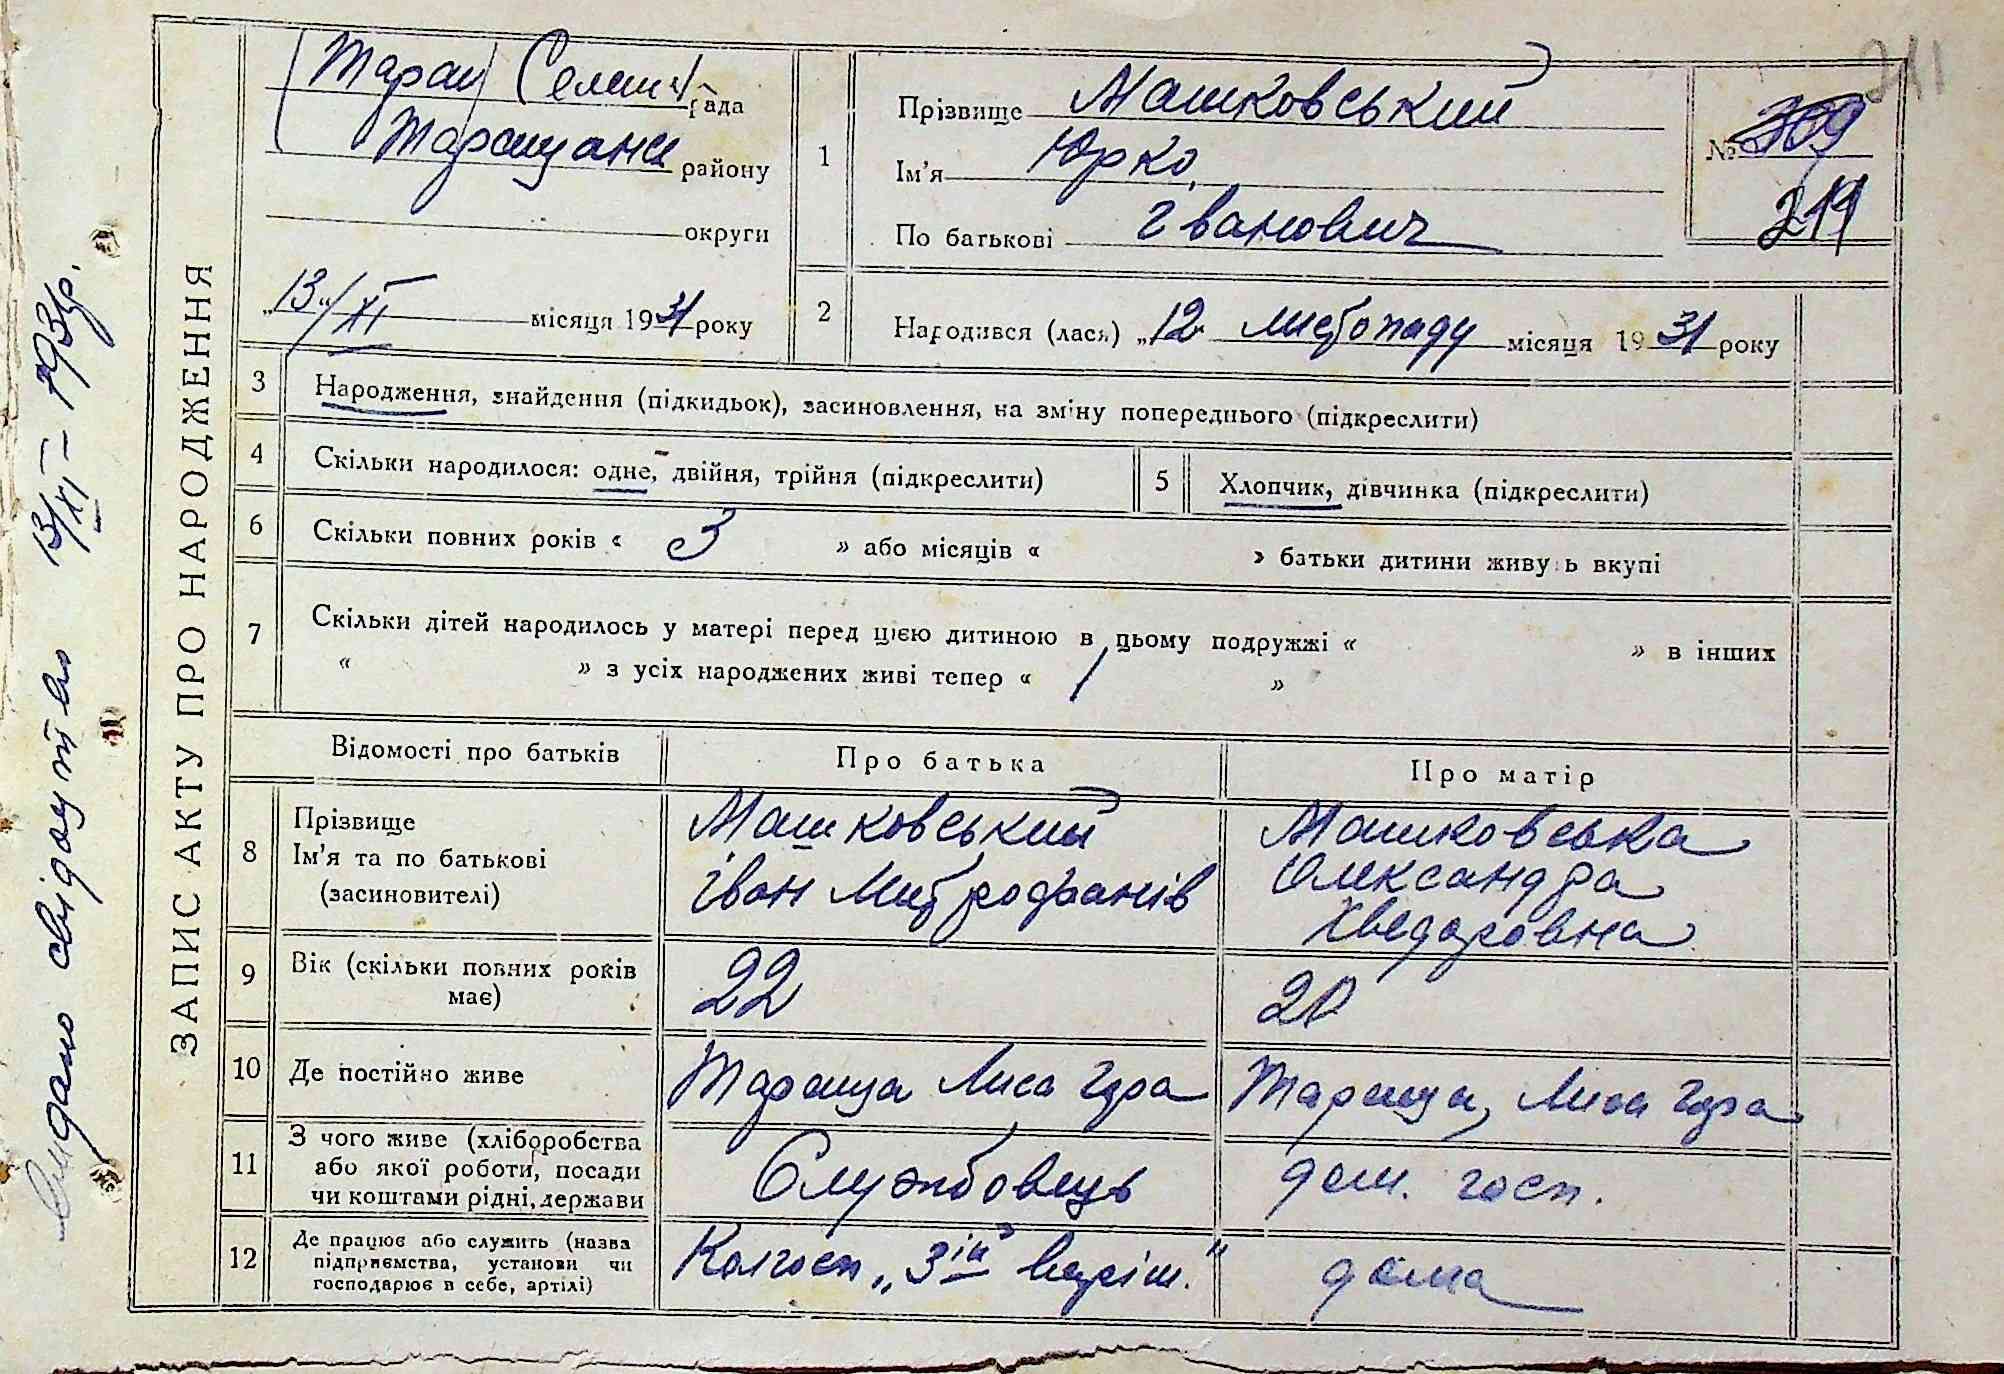 211
Тара Селищ рада
Таращанс району
округи
„13“/XI місяця 1931 року
ЗАПИС АКТУ ПРО НАРОДЖЕННЯ
Видано свідоцтво 13/XI – 1931р.
1
Прізвище Машковський
Ім'я Юрко
По батькові Іванович
№ 309
211
2
Народився (лася) „12 листопаду місяця 1931 року
3
Народження, знайдення (підкидьок), засиновлення, на зміну попереднього (підкреслити)
4
Скільки народилося: одне, двійня, трійня (підкреслити)
5
Хлопчик, дівчинка (підкреслити)
6
Скільки повних років « 3 » або місяців « » батьки дитини живуть вкупі
7
Скільки дітей народилось у матері перед цією дитиною в цьому подружжі « » в інших
« » з усіх народжених живі тепер « / »
Відомості про батьків
Про батька
Про матір
8
Прізвище
Ім'я та по батькові
(засиновителі)
Машковський
Іван Митрофанів
Машковська
Олександра
Хведоровна
9
Вік (скільки повних років
має)
22
20
10
Де постійно живе
Тараща Лиса Гора
Тараща, Лиса Гора
11
З чого живе (хліборобства
або якої роботи, посади
чи коштами рідні, держави
Службовець
дом. госп.
12
Де працює або служить (назва
підприємства, установи чи
господарює в себе, артілі)
Колгосп „3ій вирiш.“
дома